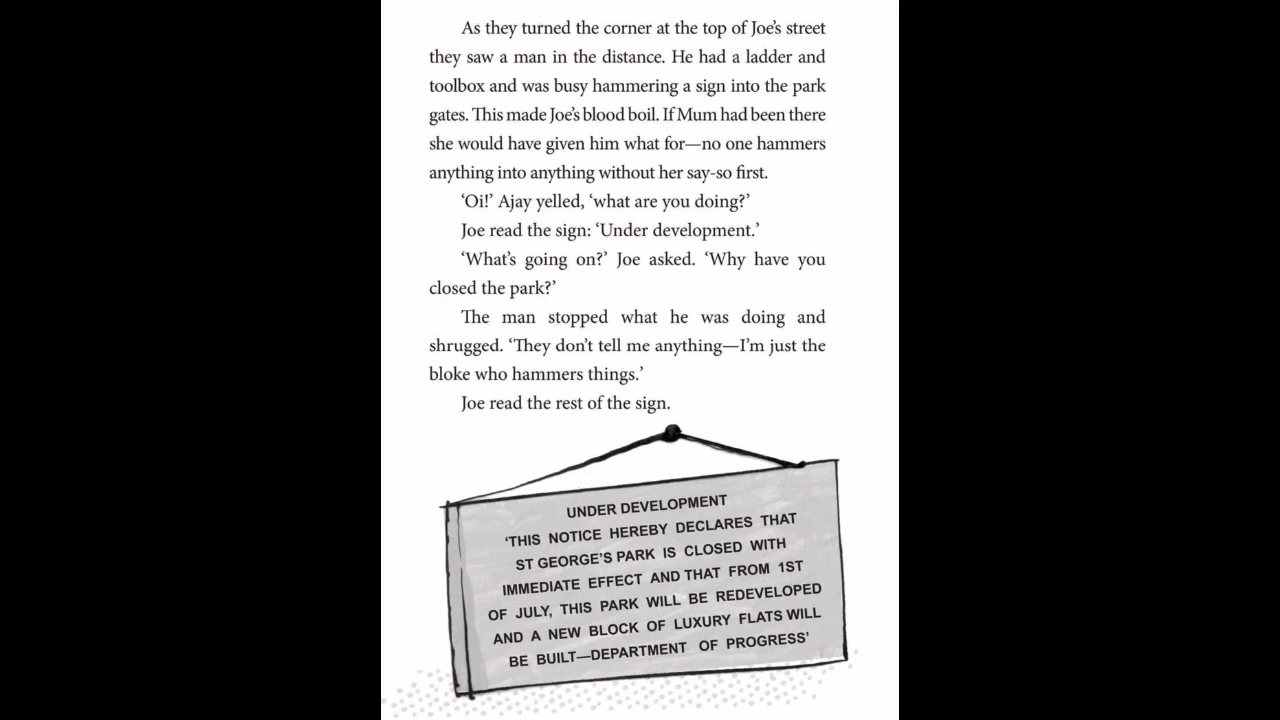 As they turned the corner at the top of Joe's street
they saw a man in the distance. He had a ladder and
toolbox and was busy hammering a sign into the park
gates. This made Joe's blood boil. If Mum had been there
she would have given him what for—no one hammers
anything into anything without her say-so first.
'Oi!' Ajay yelled, 'what are you doing?'
Joe read the sign: 'Under development.'
'What's going on?' Joe asked. 'Why have you
closed the park?'
The man stopped what he was doing and
shrugged. 'They don't tell me anything—I'm just the
bloke who hammers things.'
Joe read the rest of the sign.
UNDER DEVELOPMENT
'THIS NOTICE HEREBY DECLARES THAT
ST GEORGE'S PARK IS CLOSED WITH
IMMEDIATE EFFECT AND THAT FROM 1ST
OF JULY, THIS PARK WILL BE REDEVELOPED
AND A NEW BLOCK OF LUXURY FLATS WILL
BE BUILT—DEPARTMENT OF PROGRESS'